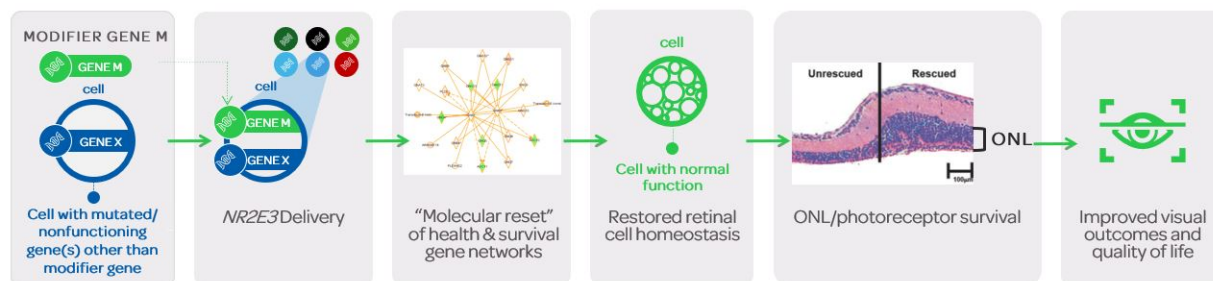 MODIFIER GENE M
GENE M
cell
GENE X
Cell with mutated/
nonfunctioning
gene(s) other than
modifier gene
cell
GENE M
GENE X
NR2E3 Delivery
"Molecular reset"
of health & survival
gene networks
cell
Cell with normal
function
Restored retinal
cell homeostasis
Unrescued
Rescued
ONL
100μm
ONL/photoreceptor survival
Improved visual
outcomes and
quality of life